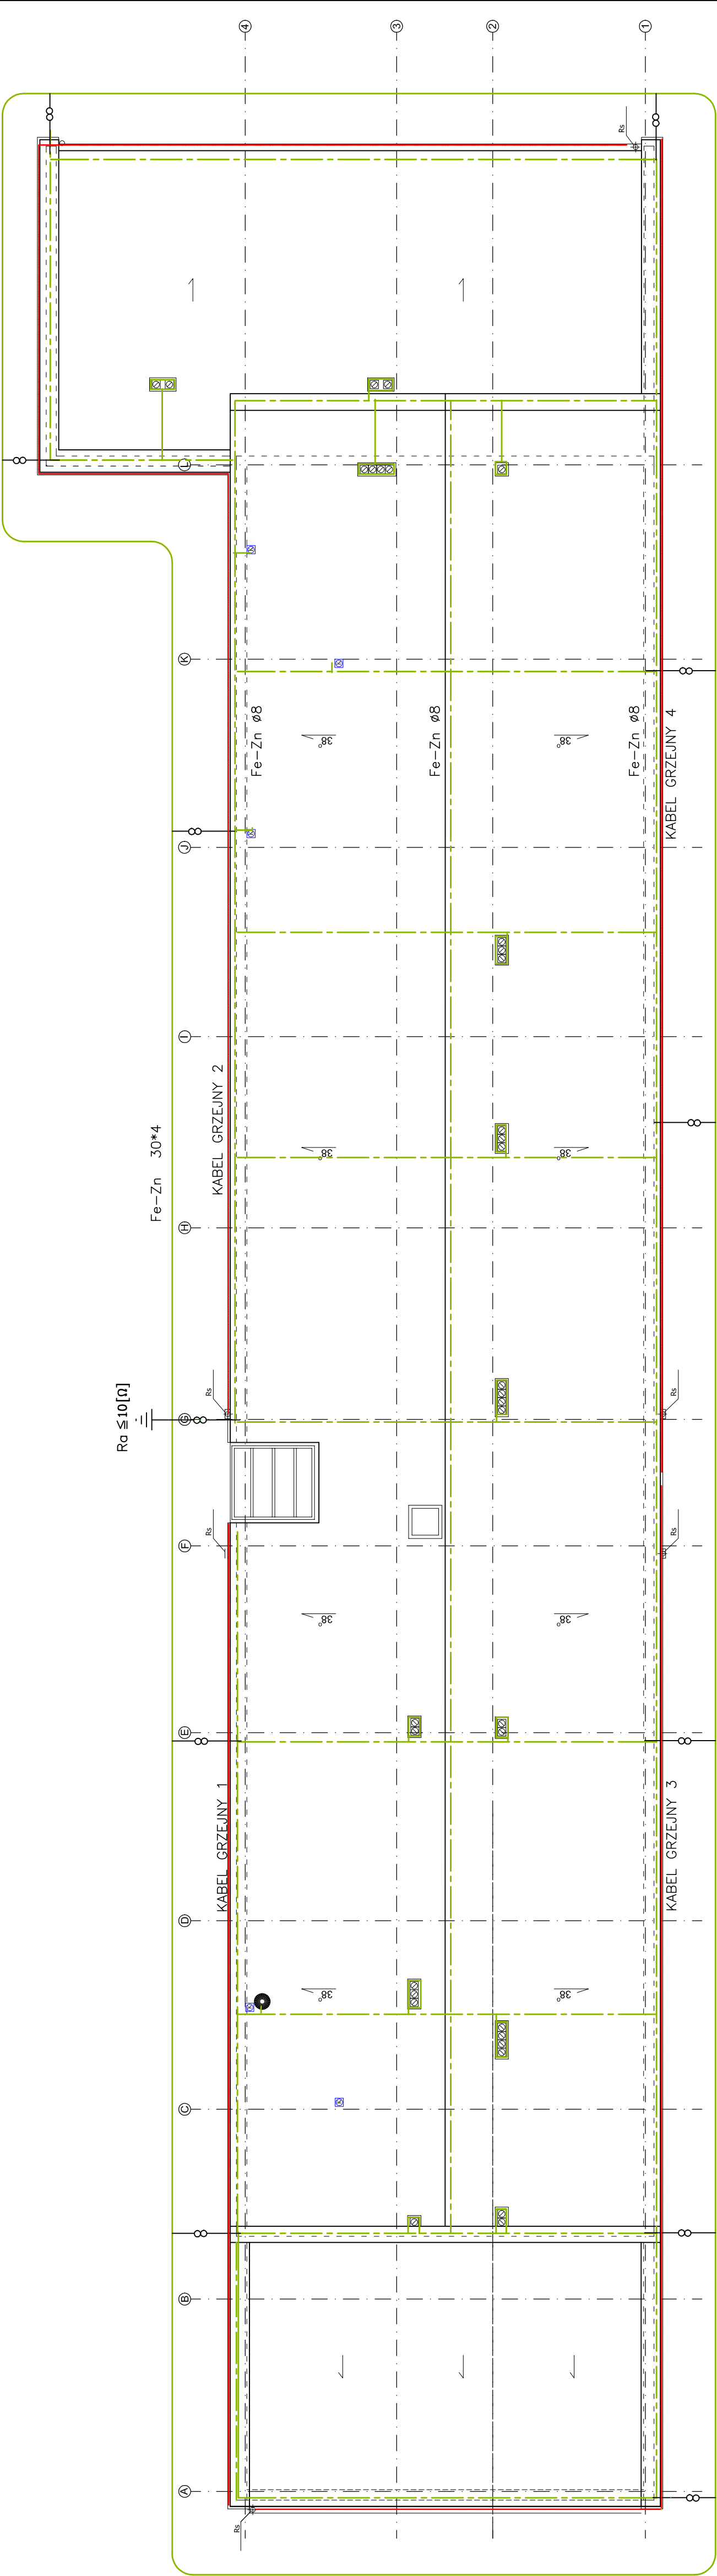 4
3
2
1
Rs
L
K
Fe-Zn ø8
Fe-Zn ø8
Fe-Zn ø8
38°
38°
KABEL GRZEJNY 4
J
I
KABEL GRZEJNY 2
Fe-Zn 30*4
38°
38°
H
Ra ≤10[Ω]
Rs
Rs
G
Rs
Rs
F
38°
38°
E
KABEL GRZEJNY 1
KABEL GRZEJNY 3
D
38°
38°
C
B
A
Rs